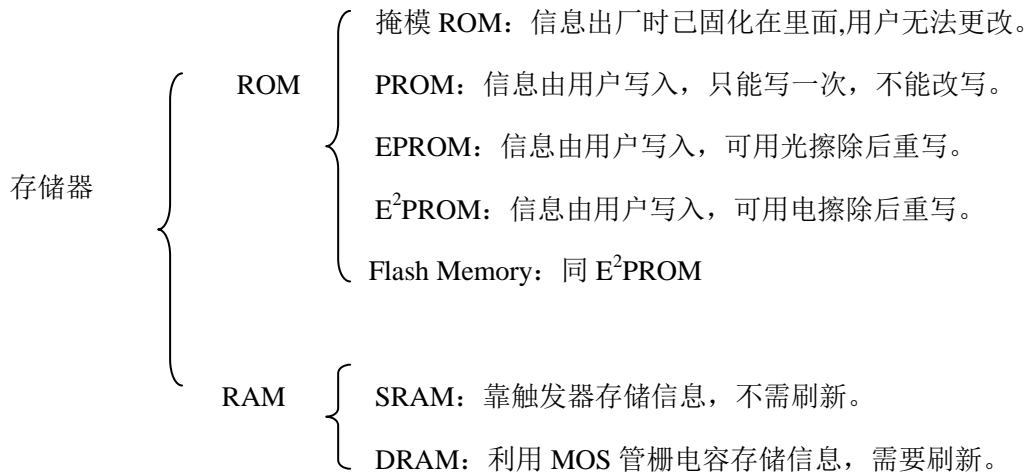 掩模 ROM：信息出厂时已固化在里面,用户无法更改。
ROM PROM：信息由用户写入，只能写一次，不能改写。
EPROM：信息由用户写入，可用光擦除后重写。
存储器
E²PROM：信息由用户写入，可用电擦除后重写。
Flash Memory：同 E²PROM
RAM SRAM：靠触发器存储信息，不需刷新。
DRAM：利用 MOS 管栅电容存储信息，需要刷新。